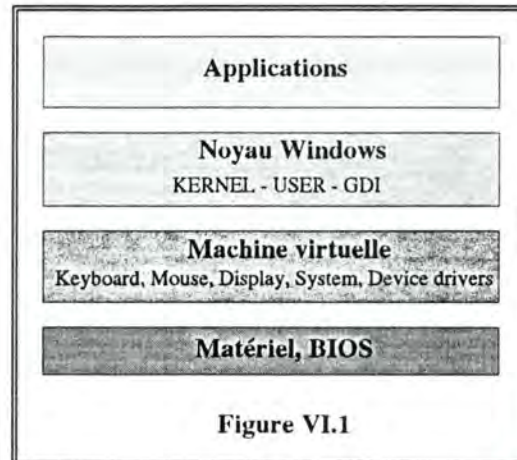 Applications
Noyau Windows
KERNEL - USER - GDI
Machine virtuelle
Keyboard, Mouse, Display, System, Device drivers
Matériel, BIOS
Figure VI.1